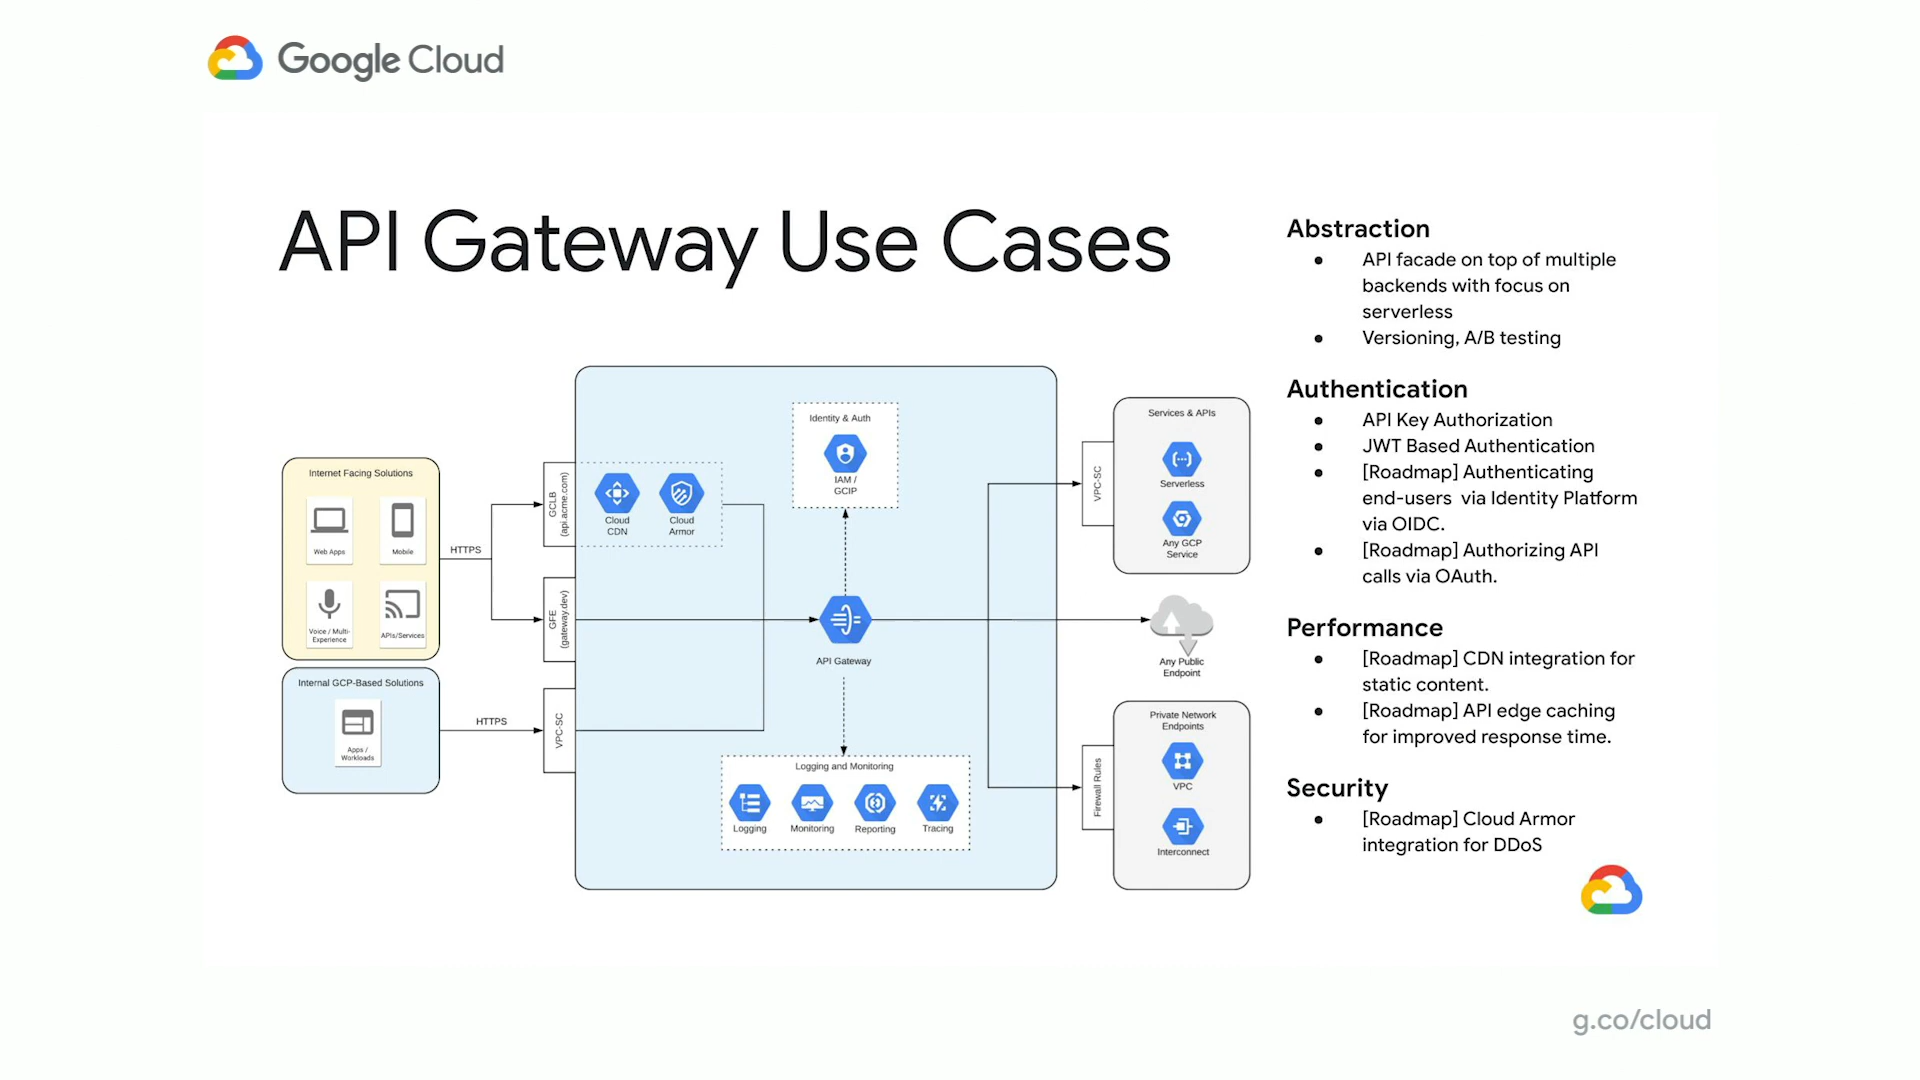 Google Cloud
API Gateway Use Cases
Internet Facing Solutions
Web Apps
Mobile
Voice / Multi-
Experience
APIs/Services
Internal GCP-Based Solutions
Apps /
Workloads
HTTPS
HTTPS
GCLB
(api.acme.com)
GFE
(gateway.dev)
VPC-SC
Cloud
CDN
Cloud
Armor
Identity & Auth
IAM /
GCIP
API Gateway
Logging and Monitoring
Logging
Monitoring
Reporting
Tracing
VPC-SC
Services & APIs
Serverless
Any GCP
Service
Any Public
Endpoint
Firewall Rules
Private Network
Endpoints
VPC
Interconnect
Abstraction
● API facade on top of multiple
backends with focus on
serverless
● Versioning, A/B testing
Authentication
● API Key Authorization
● JWT Based Authentication
● [Roadmap] Authenticating
end-users via Identity Platform
via OIDC.
● [Roadmap] Authorizing API
calls via OAuth.
Performance
● [Roadmap] CDN integration for
static content.
● [Roadmap] API edge caching
for improved response time.
Security
● [Roadmap] Cloud Armor
integration for DDoS
g.co/cloud